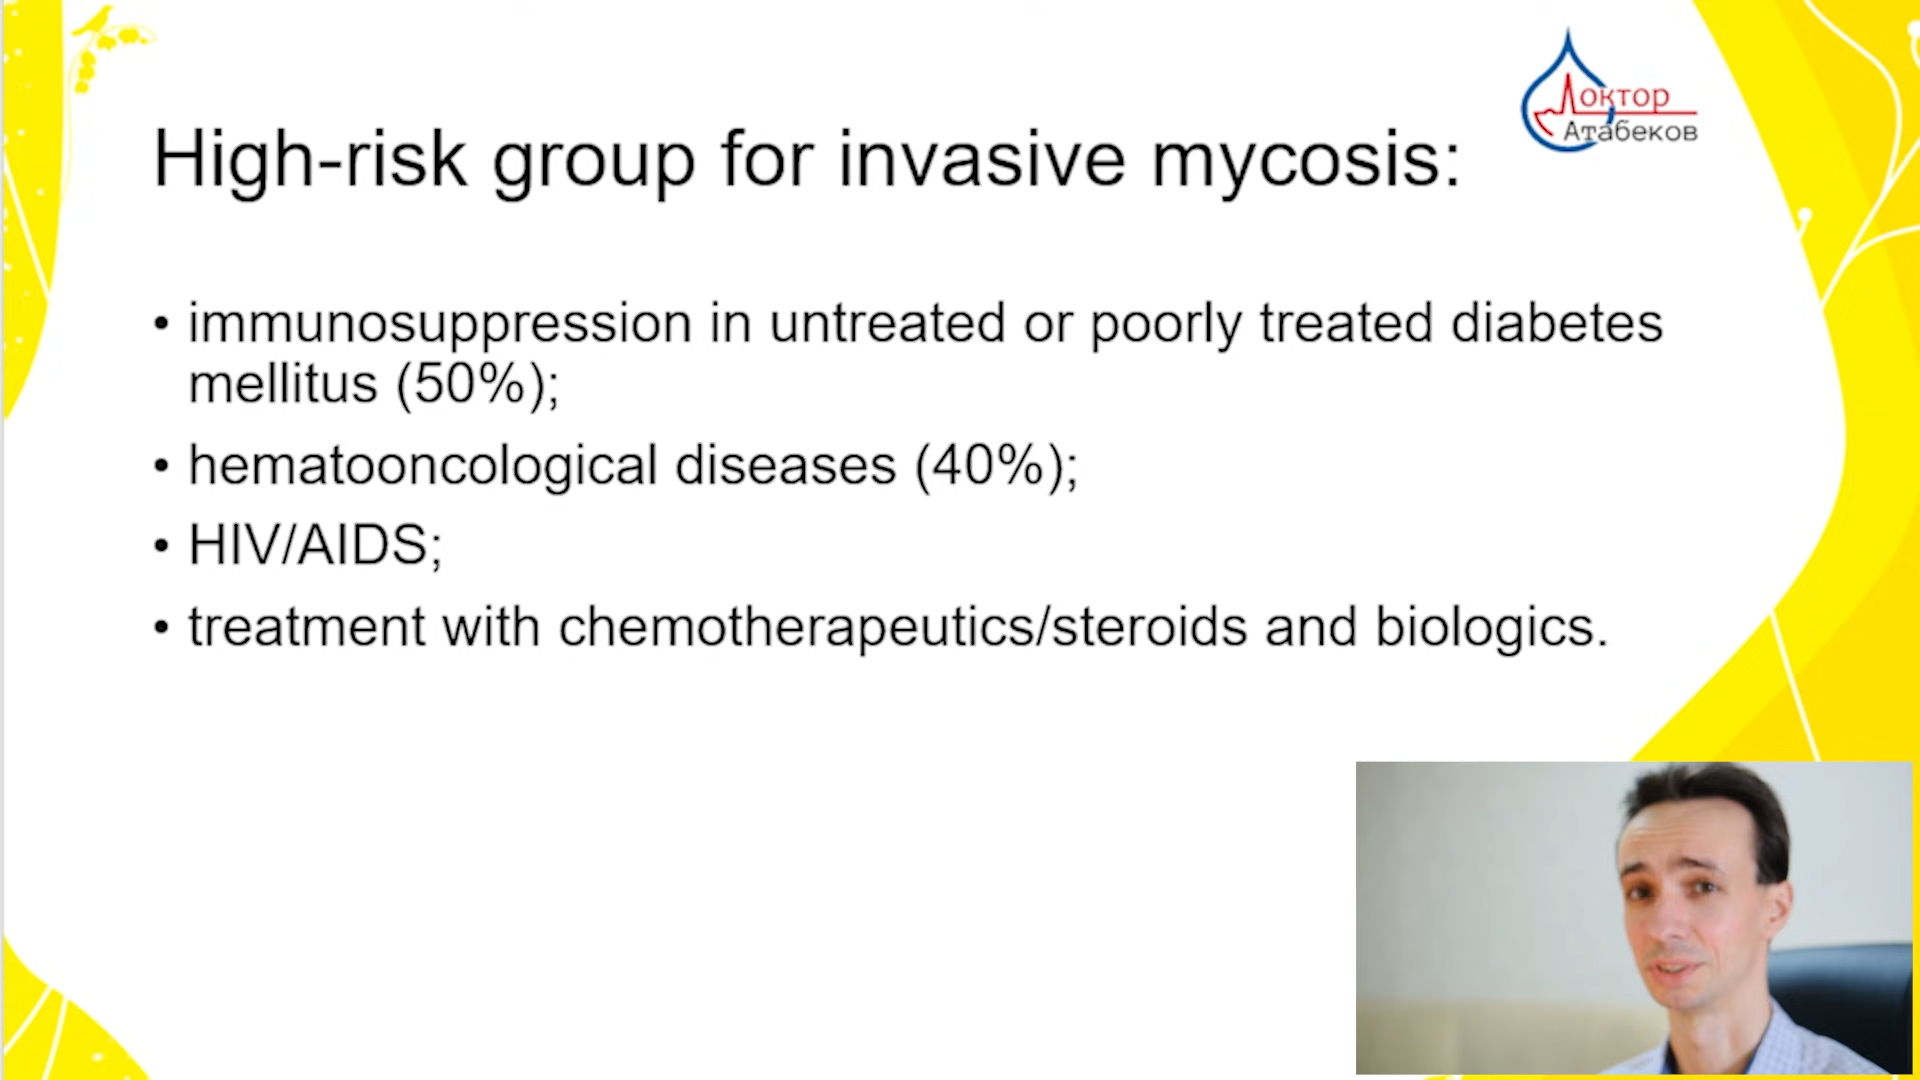 Доктор
Атабеков
High-risk group for invasive mycosis:
• immunosuppression in untreated or poorly treated diabetes
mellitus (50%);
• hematooncological diseases (40%);
• HIV/AIDS;
• treatment with chemotherapeutics/steroids and biologics.